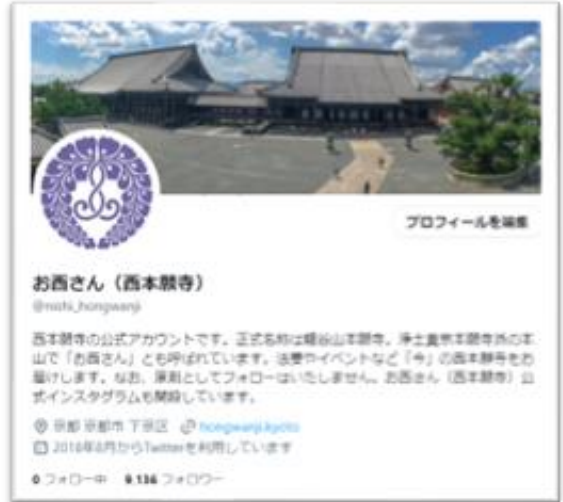 プロフィールを編集
お西さん（西本願寺）
@nishi_hongwanji
西本願寺の公式アカウントです。正式名称は龍谷山本願寺。浄土真宗本願寺派の本
山で「お西さん」とも呼ばれています。法要やイベントなど「今」の西本願寺をお
届けします。なお、原則としてフォローはいたしません。お西さん（西本願寺）公
式インスタグラムも開設しています。
京都 京都市 下京区 hongwanji.kyoto
2018年8月からTwitterを利用しています
0 フォロー中 9,136 フォロワー